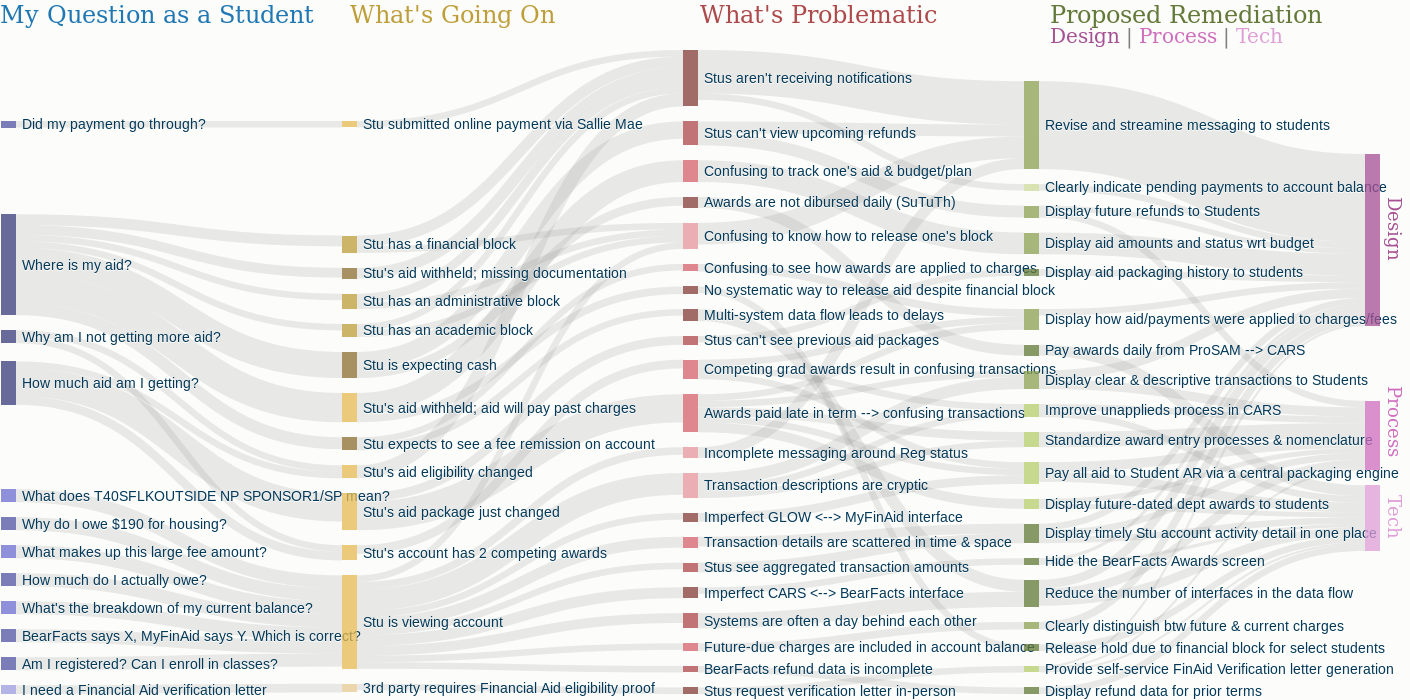 My Question as a Student
What's Going On
What's Problematic
Proposed Remediation
Design | Process | Tech
Did my payment go through?
Where is my aid?
Why am I not getting more aid?
How much aid am I getting?
What does T40SFLKOUTSIDE NP SPONSOR1/SP mean?
Why do I owe $190 for housing?
What makes up this large fee amount?
How much do I actually owe?
What's the breakdown of my current balance?
BearFacts says X, MyFinAid says Y. Which is correct?
Am I registered? Can I enroll in classes?
I need a Financial Aid verification letter
Stu submitted online payment via Sallie Mae
Stu has a financial block
Stu's aid withheld; missing documentation
Stu has an administrative block
Stu has an academic block
Stu is expecting cash
Stu's aid withheld; aid will pay past charges
Stu expects to see a fee remission on account
Stu's aid eligibility changed
Stu's aid package just changed
Stu's account has 2 competing awards
Stu is viewing account
3rd party requires Financial Aid eligibility proof
Stus aren't receiving notifications
Stus can't view upcoming refunds
Confusing to track one's aid & budget/plan
Awards are not dibursed daily (SuTuTh)
Confusing to know how to release one's block
Confusing to see how awards are applied to charges
No systematic way to release aid despite financial block
Multi-system data flow leads to delays
Stus can't see previous aid packages
Competing grad awards result in confusing transactions
Awards paid late in term --> confusing transactions
Incomplete messaging around Reg status
Transaction descriptions are cryptic
Imperfect GLOW <--> MyFinAid interface
Transaction details are scattered in time & space
Stus see aggregated transaction amounts
Imperfect CARS <--> BearFacts interface
Systems are often a day behind each other
Future-due charges are included in account balance
BearFacts refund data is incomplete
Stus request verification letter in-person
Revise and streamine messaging to students
Clearly indicate pending payments to account balance
Display future refunds to Students
Display aid amounts and status wrt budget
Display aid packaging history to students
Display how aid/payments were applied to charges/fees
Pay awards daily from ProSAM --> CARS
Display clear & descriptive transactions to Students
Improve unapplieds process in CARS
Standardize award entry processes & nomenclature
Pay all aid to Student AR via a central packaging engine
Display future-dated dept awards to students
Display timely Stu account activity detail in one place
Hide the BearFacts Awards screen
Reduce the number of interfaces in the data flow
Clearly distinguish btw future & current charges
Release hold due to financial block for select students
Provide self-service FinAid Verification letter generation
Display refund data for prior terms
Design
Process
Tech